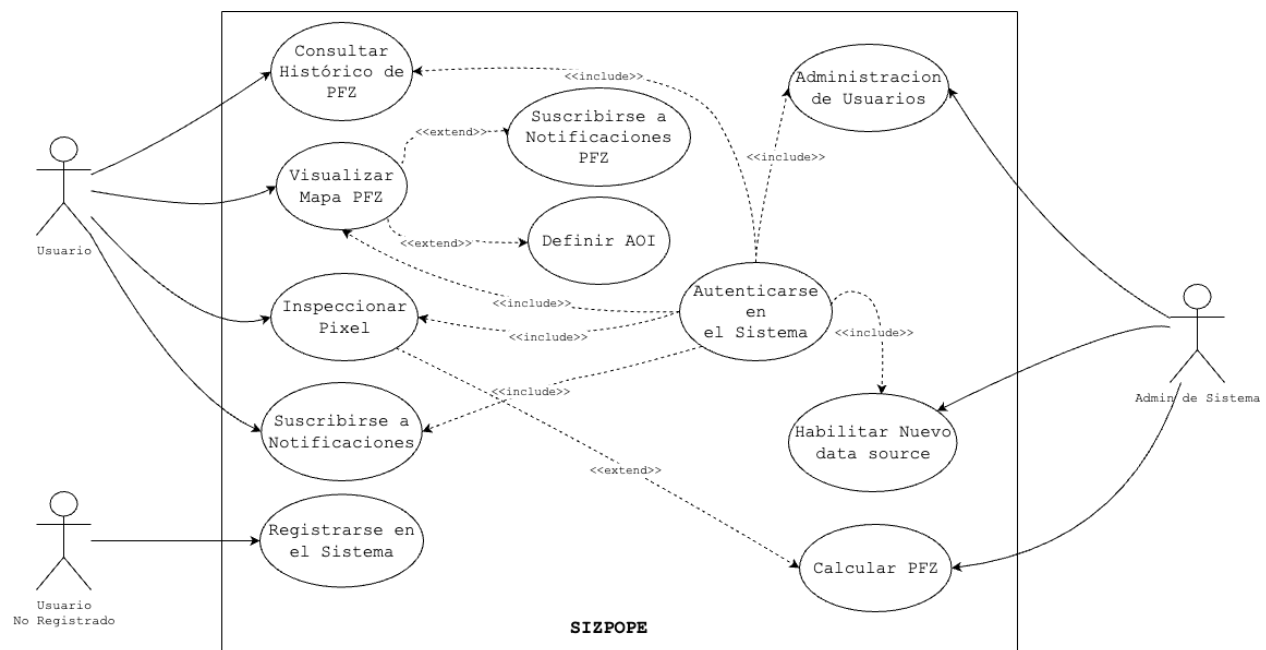 Consultar
Histórico de
PFZ
<<include>>
Administracion
de Usuarios
Suscribirse a
Notificaciones
PFZ
<<extend>>
<<include>>
Visualizar
Mapa PFZ
Usuario
<<extend>>
Definir AOI
Autenticarse
en
el Sistema
<<include>>
Inspeccionar
Pixel
<<include>>
<<include>>
<<include>>
Admin de Sistema
Suscribirse a
Notificaciones
Habilitar Nuevo
data source
<<extend>>
Registrarse en
el Sistema
Calcular PFZ
Usuario
No Registrado
SIZPOPE